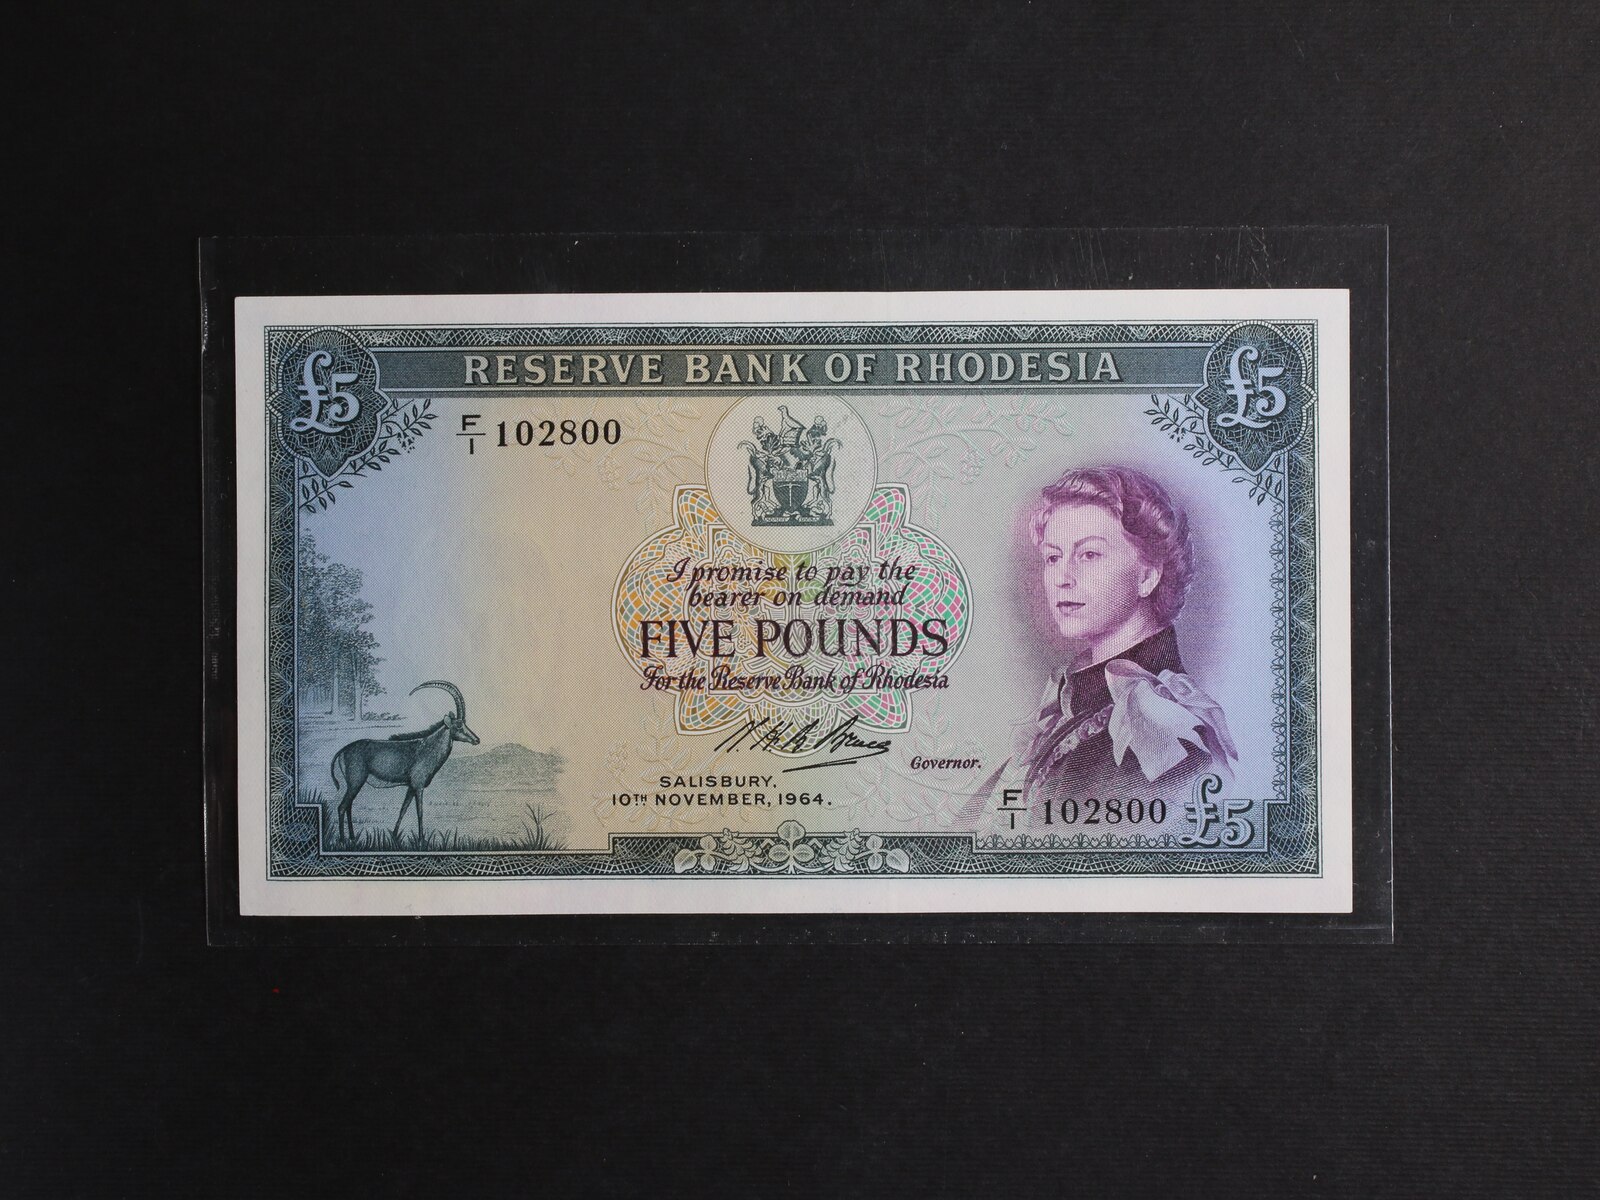 £5
RESERVE BANK OF RHODESIA
£5
F/1 102800
I promise to pay the
bearer on demand
FIVE POUNDS
For the Reserve Bank of Rhodesia
Governor.
SALISBURY,
10TH NOVEMBER, 1964.
F/1 102800
£5